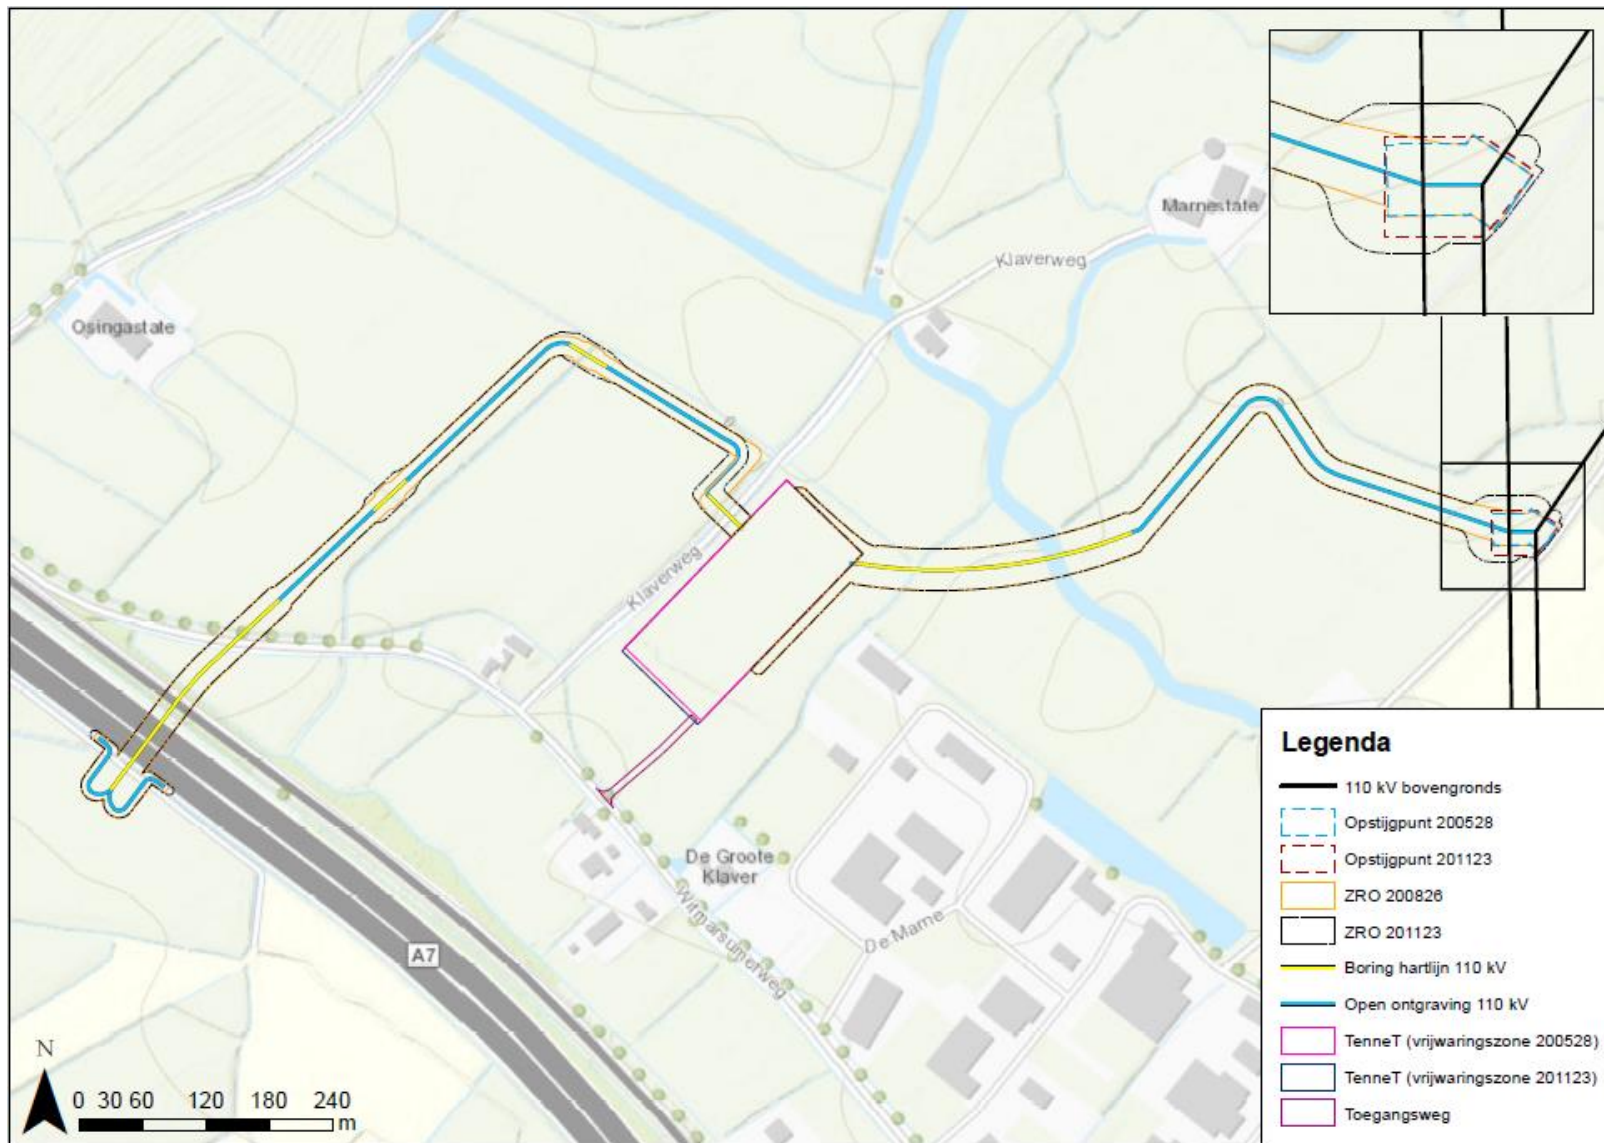 Marnestate
Klaverweg
Osingastate
Klaverweg
De Groote
Klaver
De Marne
Witmarsumerweg
A7
N
0 30 60 120 180 240
m
Legenda
110 kV bovengronds
Opstijgpunt 200528
Opstijgpunt 201123
ZRO 200826
ZRO 201123
Boring hartlijn 110 kV
Open ontgraving 110 kV
TenneT (vrijwaringszone 200528)
TenneT (vrijwaringszone 201123)
Toegangsweg